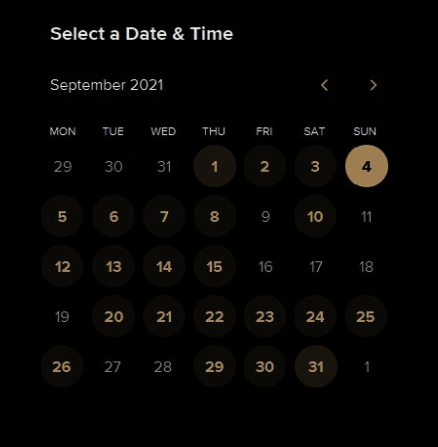 Select a Date & Time
September 2021
MON TUE WED THU FRI SAT SUN
29 30 31 1 2 3 4
5 6 7 8 9 10 11
12 13 14 15 16 17 18
19 20 21 22 23 24 25
26 27 28 29 30 31 1